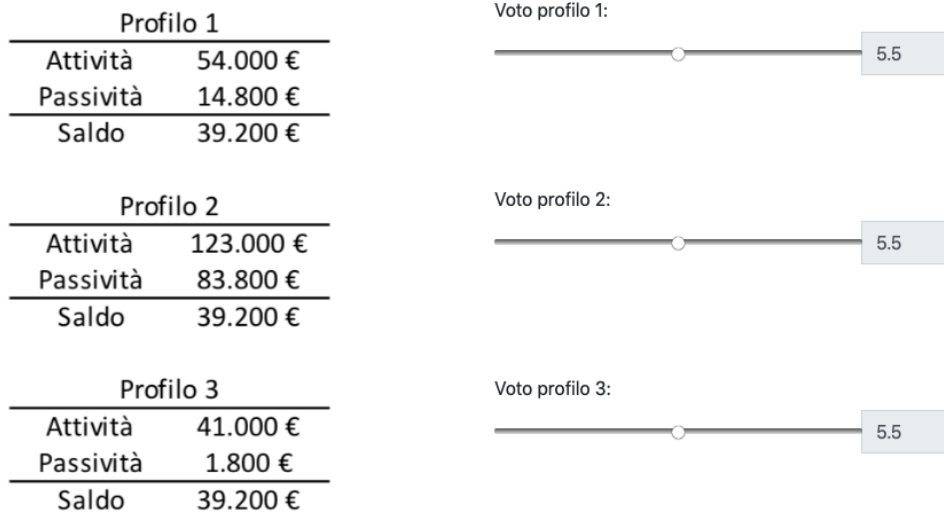 Profilo 1
Attività 54.000 €
Passività 14.800 €
Saldo 39.200 €
Voto profilo 1:
5.5
Profilo 2
Attività 123.000 €
Passività 83.800 €
Saldo 39.200 €
Voto profilo 2:
5.5
Profilo 3
Attività 41.000 €
Passività 1.800 €
Saldo 39.200 €
Voto profilo 3:
5.5